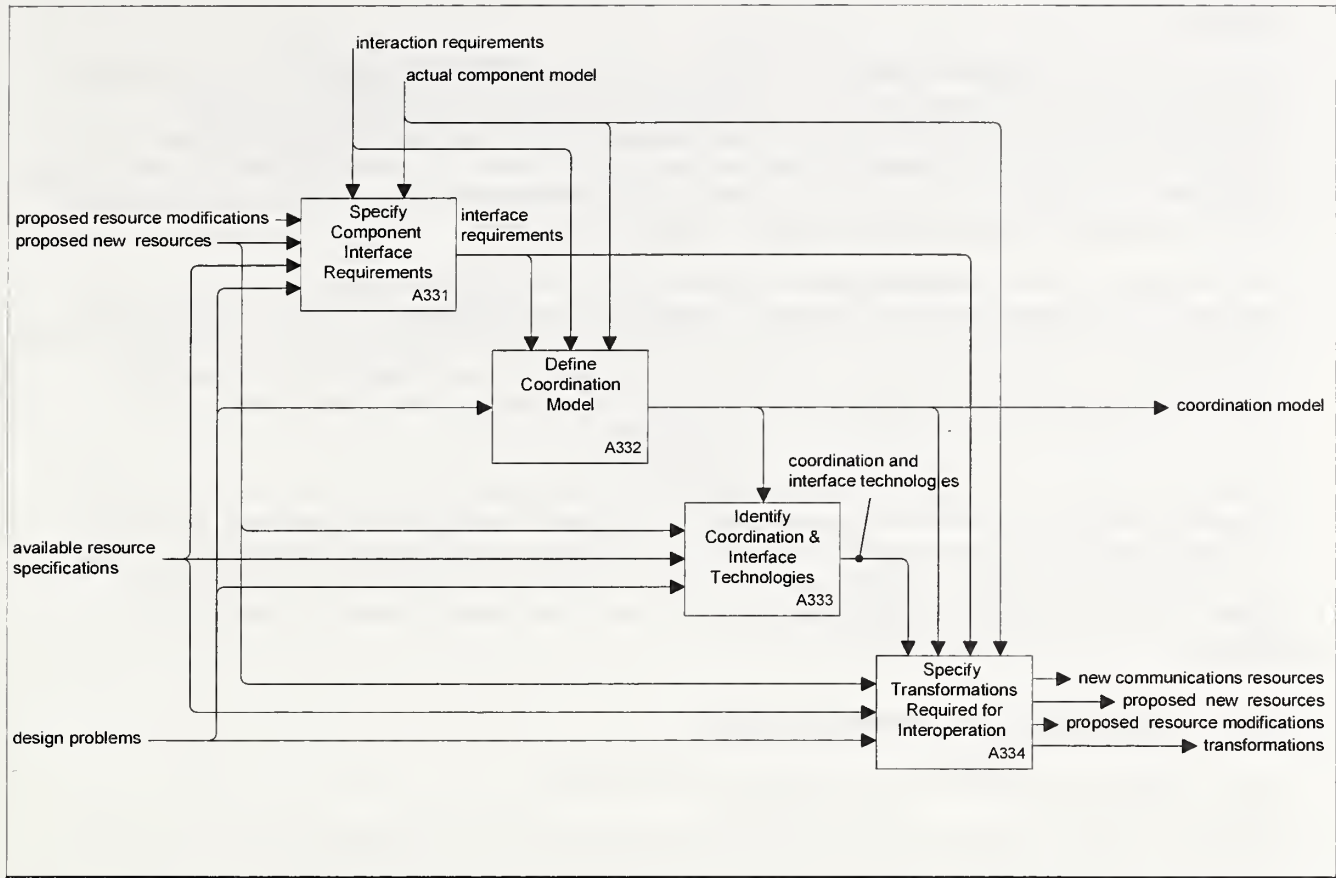 interaction requirements
actual component model
proposed resource modifications
proposed new resources
Specify
Component
Interface
Requirements
A331
interface
requirements
Define
Coordination
Model
A332
coordination model
coordination and
interface technologies
Identify
Coordination &
Interface
Technologies
A333
available resource
specifications
Specify
Transformations
Required for
Interoperation
A334
new communications resources
proposed new resources
proposed resource modifications
transformations
design problems